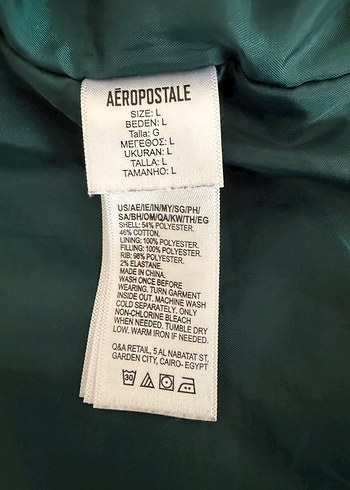 AÉROPOSTALE
SIZE: L
BEDEN: L
Talla: G
ΜΕΓΕΘΟΣ: L
UKURAN: L
TALLA: L
TAMANHO: L
US/AE/IE/IN/MY/SG/PH/
SA/BH/OM/QA/KW/TH/EG
SHELL: 54% POLYESTER.
46% COTTON.
LINING: 100% POLYESTER.
FILLING: 100% POLYESTER.
RIB: 98% POLYESTER.
2% ELASTANE.
MADE IN CHINA.
WASH ONCE BEFORE
WEARING. TURN GARMENT
INSIDE OUT. MACHINE WASH
COLD SEPARATELY. ONLY
NON-CHLORINE BLEACH
WHEN NEEDED. TUMBLE DRY
LOW. WARM IRON IF NEEDED.
Q&A RETAIL, 5 AL NABATAT ST,
GARDEN CITY, CAIRO- EGYPT
30